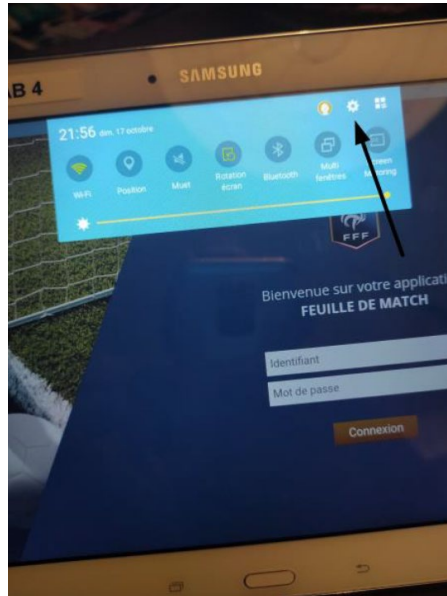 AB 4
SAMSUNG
21:56 dim. 17 octobre
Wi-Fi
Position
Muet
Rotation
écran
Bluetooth
Multi
fenêtres
Screen
Mirroring
FFF
Bienvenue sur votre applicati
FEUILLE DE MATCH
Identifiant
Mot de passe
Connexion